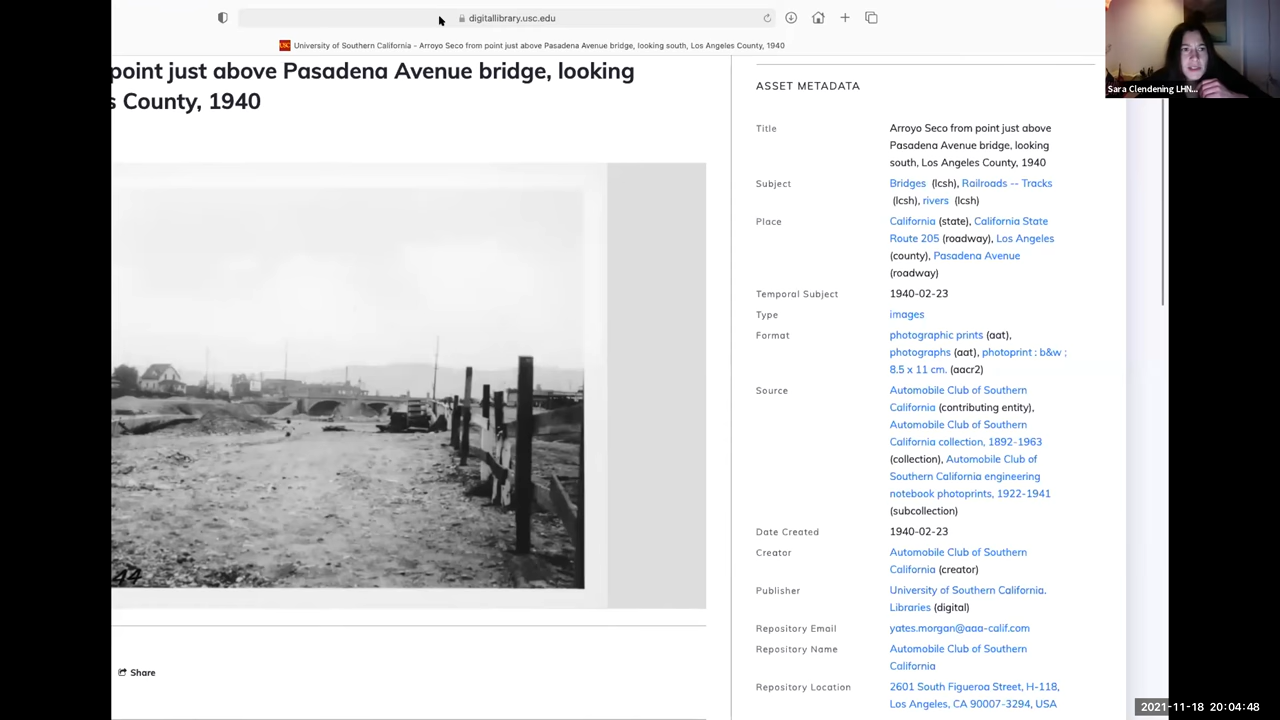 digitallibrary.usc.edu
University of Southern California - Arroyo Seco from point just above Pasadena Avenue bridge, looking south, Los Angeles County, 1940
point just above Pasadena Avenue bridge, looking
s County, 1940
44
Share
ASSET METADATA
Title
Arroyo Seco from point just above
Pasadena Avenue bridge, looking
south, Los Angeles County, 1940
Subject
Bridges (lcsh), Railroads -- Tracks
(lcsh), rivers (lcsh)
Place
California (state), California State
Route 205 (roadway), Los Angeles
(county), Pasadena Avenue
(roadway)
Temporal Subject
1940-02-23
Type
images
Format
photographic prints (aat),
photographs (aat), photoprint : b&w ;
8.5 x 11 cm. (aacr2)
Source
Automobile Club of Southern
California (contributing entity),
Automobile Club of Southern
California collection, 1892-1963
(collection), Automobile Club of
Southern California engineering
notebook photoprints, 1922-1941
(subcollection)
Date Created
1940-02-23
Creator
Automobile Club of Southern
California (creator)
Publisher
University of Southern California.
Libraries (digital)
Repository Email
yates.morgan@aaa-calif.com
Repository Name
Automobile Club of Southern
California
Repository Location
2601 South Figueroa Street, H-118,
Los Angeles, CA 90007-3294, USA
Sara Clendening LHN...
2021-11-18 20:04:48